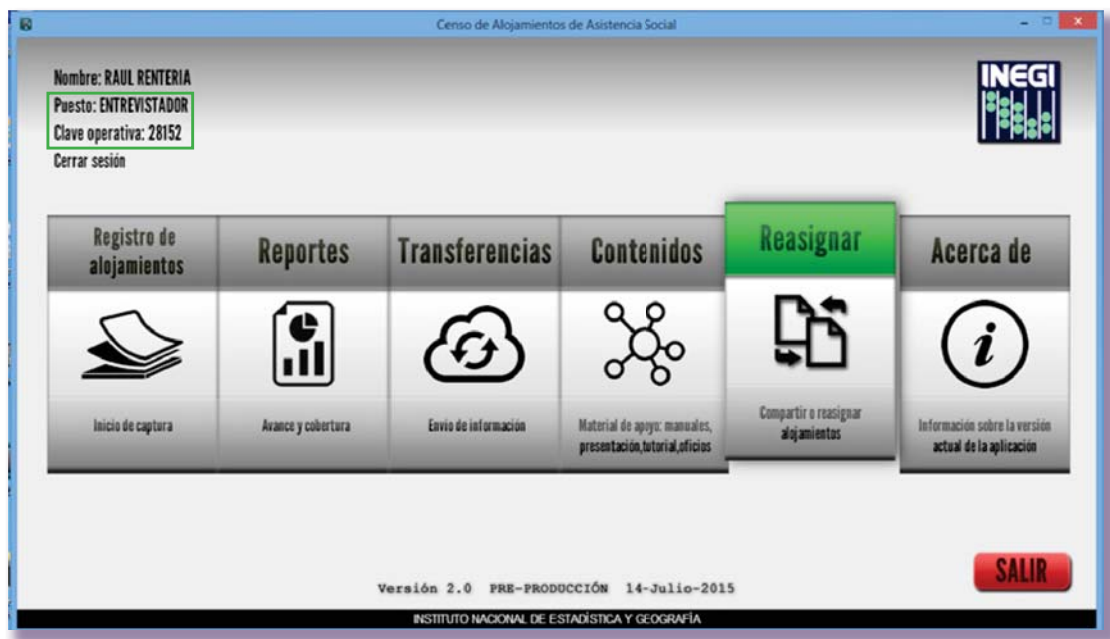 Censo de Alojamientos de Asistencia Social
Nombre: RAUL RENTERIA
Puesto: ENTREVISTADOR
Clave operativa: 28152
Cerrar sesión
INEGI
Registro de
alojamientos
Inicio de captura
Reportes
Avance y cobertura
Transferencias
Envío de información
Contenidos
Material de apoyo: manuales,
presentación,tutorial,oficios
Reasignar
Compartir o reasignar
alojamientos
Acerca de
i
Información sobre la versión
actual de la aplicación
SALIR
Versión 2.0 PRE-PRODUCCIÓN 14-Julio-2015
INSTITUTO NACIONAL DE ESTADÍSTICA Y GEOGRAFÍA